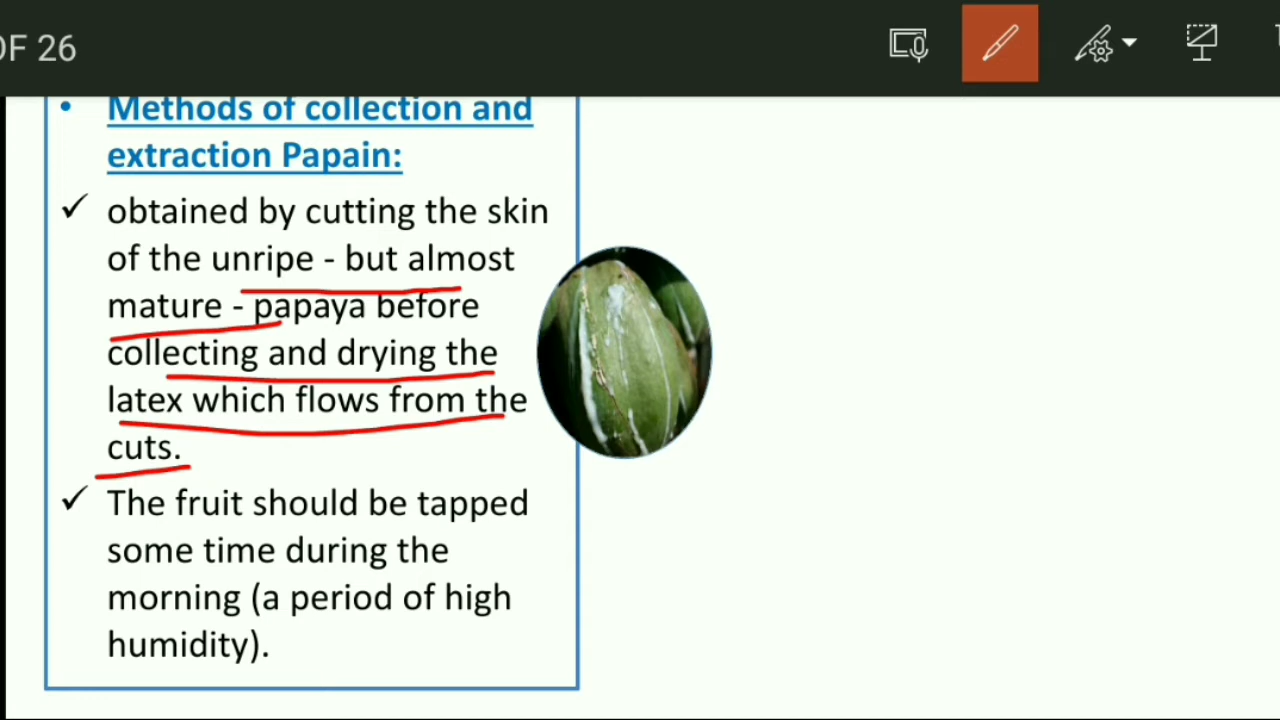 OF 26
• Methods of collection and
extraction Papain:
✓ obtained by cutting the skin
of the unripe - but almost
mature - papaya before
collecting and drying the
latex which flows from the
cuts.
✓ The fruit should be tapped
some time during the
morning (a period of high
humidity).